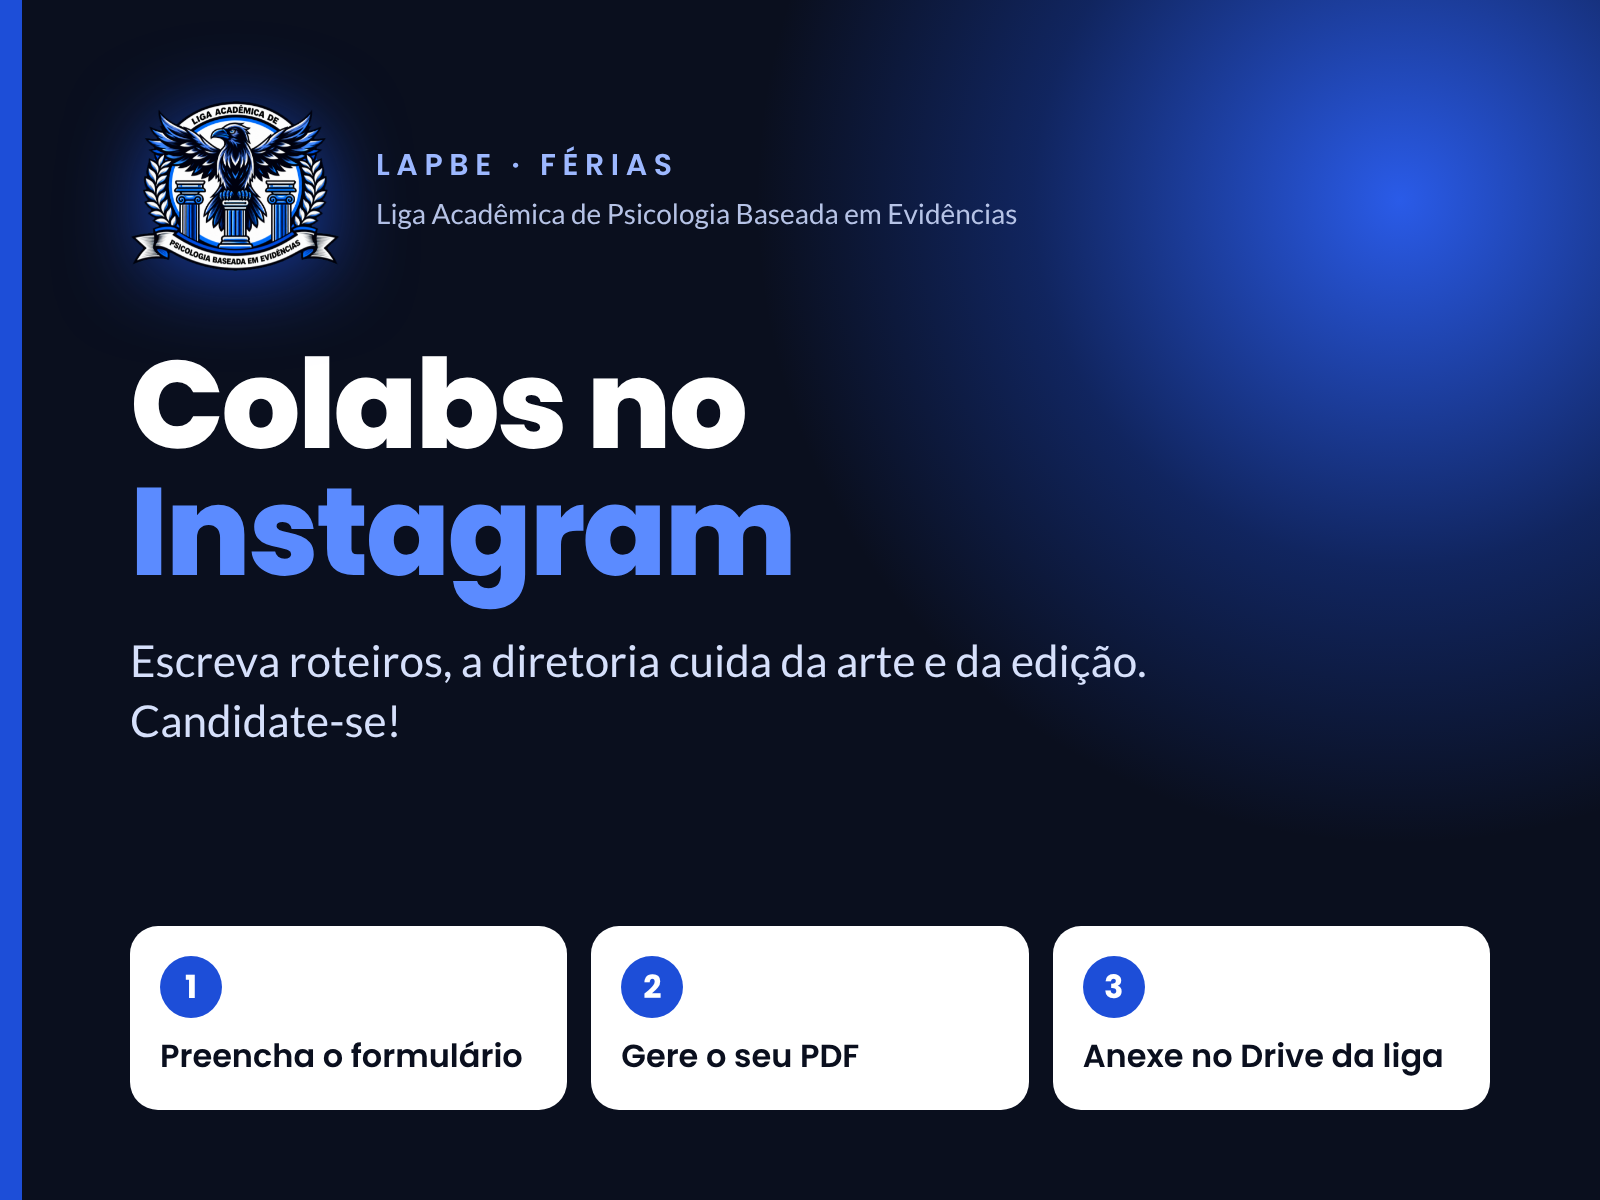 LIGA ACADÊMICA DE
PSICOLOGIA BASEADA EM EVIDÊNCIAS
LAPBE · FÉRIAS
Liga Acadêmica de Psicologia Baseada em Evidências
Colabs no
Instagram
Escreva roteiros, a diretoria cuida da arte e da edição.
Candidate-se!
1
Preencha o formulário
2
Gere o seu PDF
3
Anexe no Drive da liga